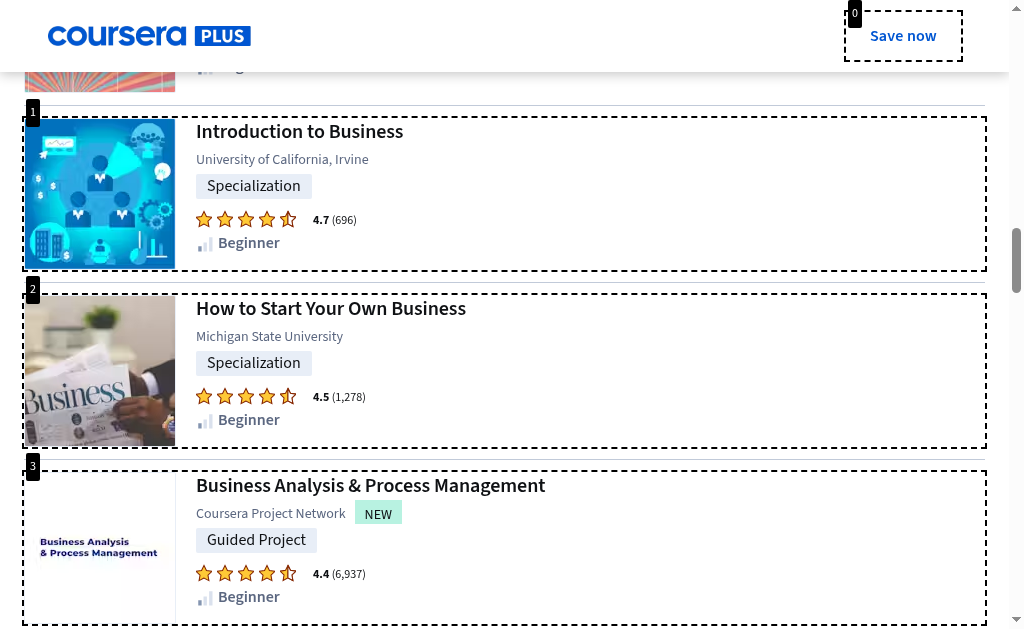 coursera PLUS
0
Save now
1
Introduction to Business
University of California, Irvine
Specialization
4.7 (696)
Beginner
2
How to Start Your Own Business
Michigan State University
Specialization
Business
4.5 (1,278)
Beginner
3
Business Analysis & Process Management
Coursera Project Network NEW
Guided Project
Business Analysis
& Process Management
4.4 (6,937)
Beginner